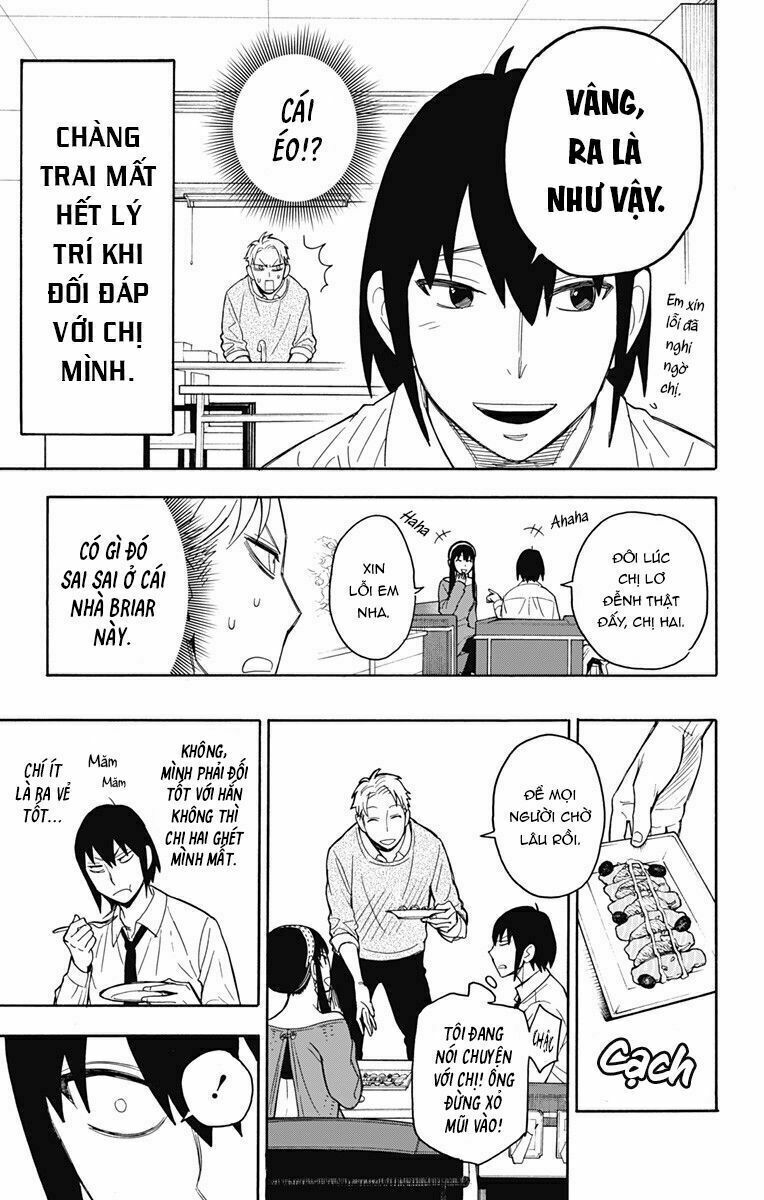 VÂNG,
RA LÀ
NHƯ VẬY.
Em xin
lỗi đã
nghi
ngờ
chị.
CÁI
ÉO!?
CHÀNG
TRAI MẤT
HẾT LÝ
TRÍ KHI
ĐỐI ĐÁP
VỚI CHỊ
MÌNH.
ĐÔI LÚC
CHỊ LƠ
ĐỄNH THẬT
ĐẤY, CHỊ HAI.
Ahaha
Haha
XIN
LỖI EM
NHA.
CÓ GÌ ĐÓ
SAI SAI Ở CÁI
NHÀ BRIAR
NÀY.
CẠCH
ĐỂ MỌI
NGƯỜI CHỜ
LÂU RỒI.
CHẬC
TÔI ĐANG
NÓI CHUYỆN
VỚI CHỊ! ÔNG
ĐỪNG XỎ
MŨI VÀO!
KHÔNG,
MÌNH PHẢI ĐỐI
TỐT VỚI HẮN
KHÔNG THÌ
CHỊ HAI GHÉT
MÌNH MẤT.
Măm
Măm
CHÍ ÍT
LÀ RA VẺ
TỐT...
!